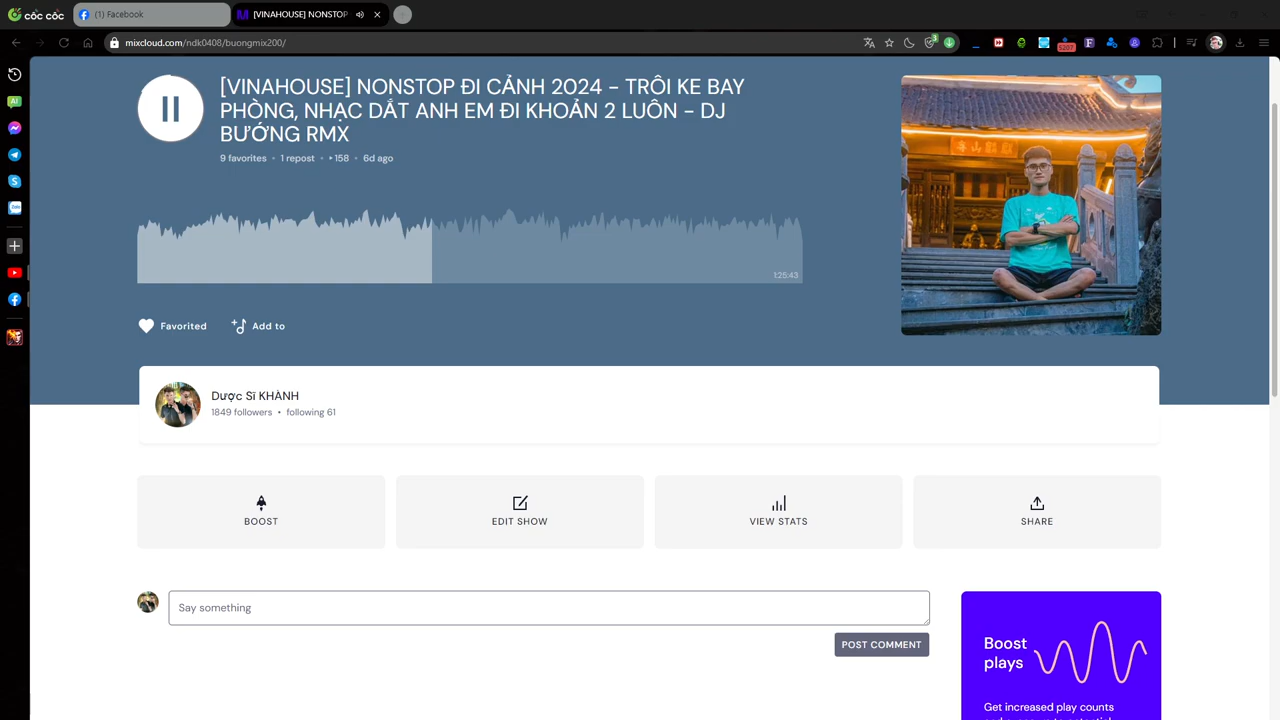 cốc cốc
(1) Facebook
[VINAHOUSE] NONSTOP
mixcloud.com/ndk0408/buongmix200/
[VINAHOUSE] NONSTOP ĐI CẢNH 2024 - TRÔI KE BAY
PHÒNG, NHẠC DẮT ANH EM ĐI KHOẢN 2 LUÔN - DJ
BƯỚNG RMX
9 favorites • 1 repost • 158 • 6d ago
1:25:43
Favorited
Add to
Dược Sĩ KHÀNH
1849 followers • following 61
BOOST
EDIT SHOW
VIEW STATS
SHARE
Say something
POST COMMENT
Boost
plays
Get increased play counts